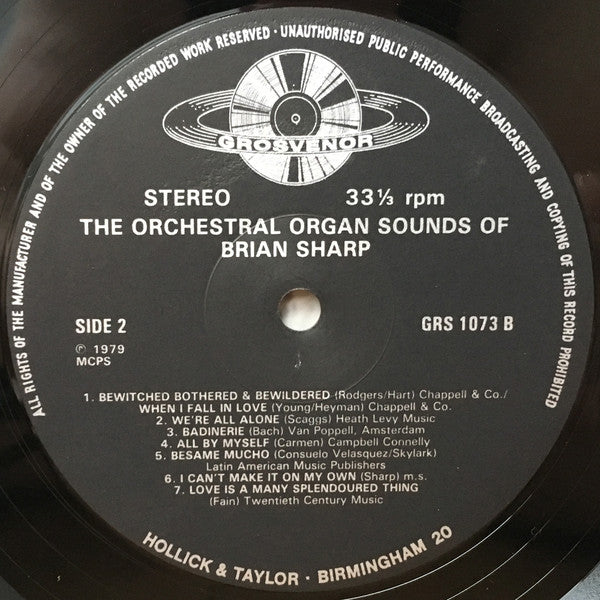 ALL RIGHTS OF THE MANUFACTURER AND OF THE OWNER OF THE RECORDED WORK RESERVED · UNAUTHORISED PUBLIC PERFORMANCE BROADCASTING AND COPYING OF THIS RECORD PROHIBITED
GROSVENOR
STEREO 33⅓ rpm
THE ORCHESTRAL ORGAN SOUNDS OF
BRIAN SHARP
SIDE 2 GRS 1073 B
℗ 1979
MCPS
1. BEWITCHED BOTHERED & BEWILDERED (Rodgers/Hart) Chappell & Co./
WHEN I FALL IN LOVE (Young/Heyman) Chappell & Co.
2. WE'RE ALL ALONE (Scaggs) Heath Levy Music
3. BADINERIE (Bach) Van Poppell, Amsterdam
4. ALL BY MYSELF (Carmen) Campbell Connelly
5. BESAME MUCHO (Consuelo Velasquez/Skylark)
Latin American Music Publishers
6. I CAN'T MAKE IT ON MY OWN (Sharp) m.s.
7. LOVE IS A MANY SPLENDOURED THING
(Fain) Twentieth Century Music
HOLLICK & TAYLOR · BIRMINGHAM 20